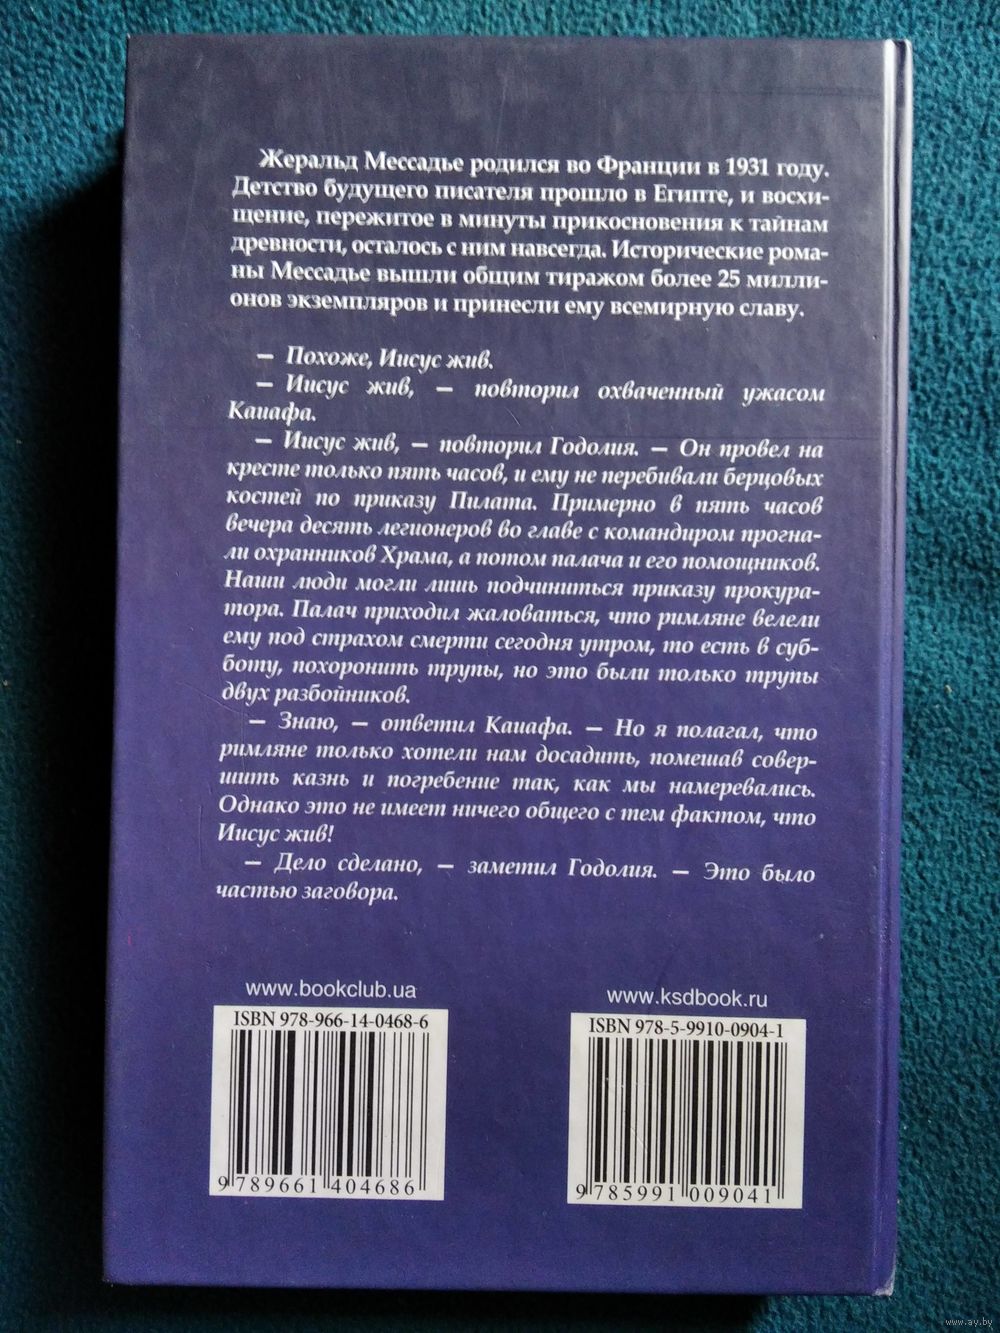 Жеральд Мессадье родился во Франции в 1931 году.
Детство будущего писателя прошло в Египте, и восхи-
щение, пережитое в минуты прикосновения к тайнам
древности, осталось с ним навсегда. Исторические рома-
ны Мессадье вышли общим тиражом более 25 милли-
онов экземпляров и принесли ему всемирную славу.
— Похоже, Иисус жив.
— Иисус жив, — повторил охваченный ужасом
Каиафа.
— Иисус жив, — повторил Годолия. — Он провел на
кресте только пять часов, и ему не перебивали берцовых
костей по приказу Пилата. Примерно в пять часов
вечера десять легионеров во главе с командиром прогна-
ли охранников Храма, а потом палача и его помощников.
Наши люди могли лишь подчиниться приказу прокура-
тора. Палач приходил жаловаться, что римляне велели
ему под страхом смерти сегодня утром, то есть в суб-
боту, похоронить трупы, но это были только трупы
двух разбойников.
— Знаю, — ответил Каиафа. — Но я полагал, что
римляне только хотели нам досадить, помешав совер-
шить казнь и погребение так, как мы намеревались.
Однако это не имеет ничего общего с тем фактом, что
Иисус жив!
— Дело сделано, — заметил Годолия. — Это было
частью заговора.
www.bookclub.ua
ISBN 978-966-14-0468-6
9 789661 404686
www.ksdbook.ru
ISBN 978-5-9910-0904-1
9 785991 009041
www.ay.by